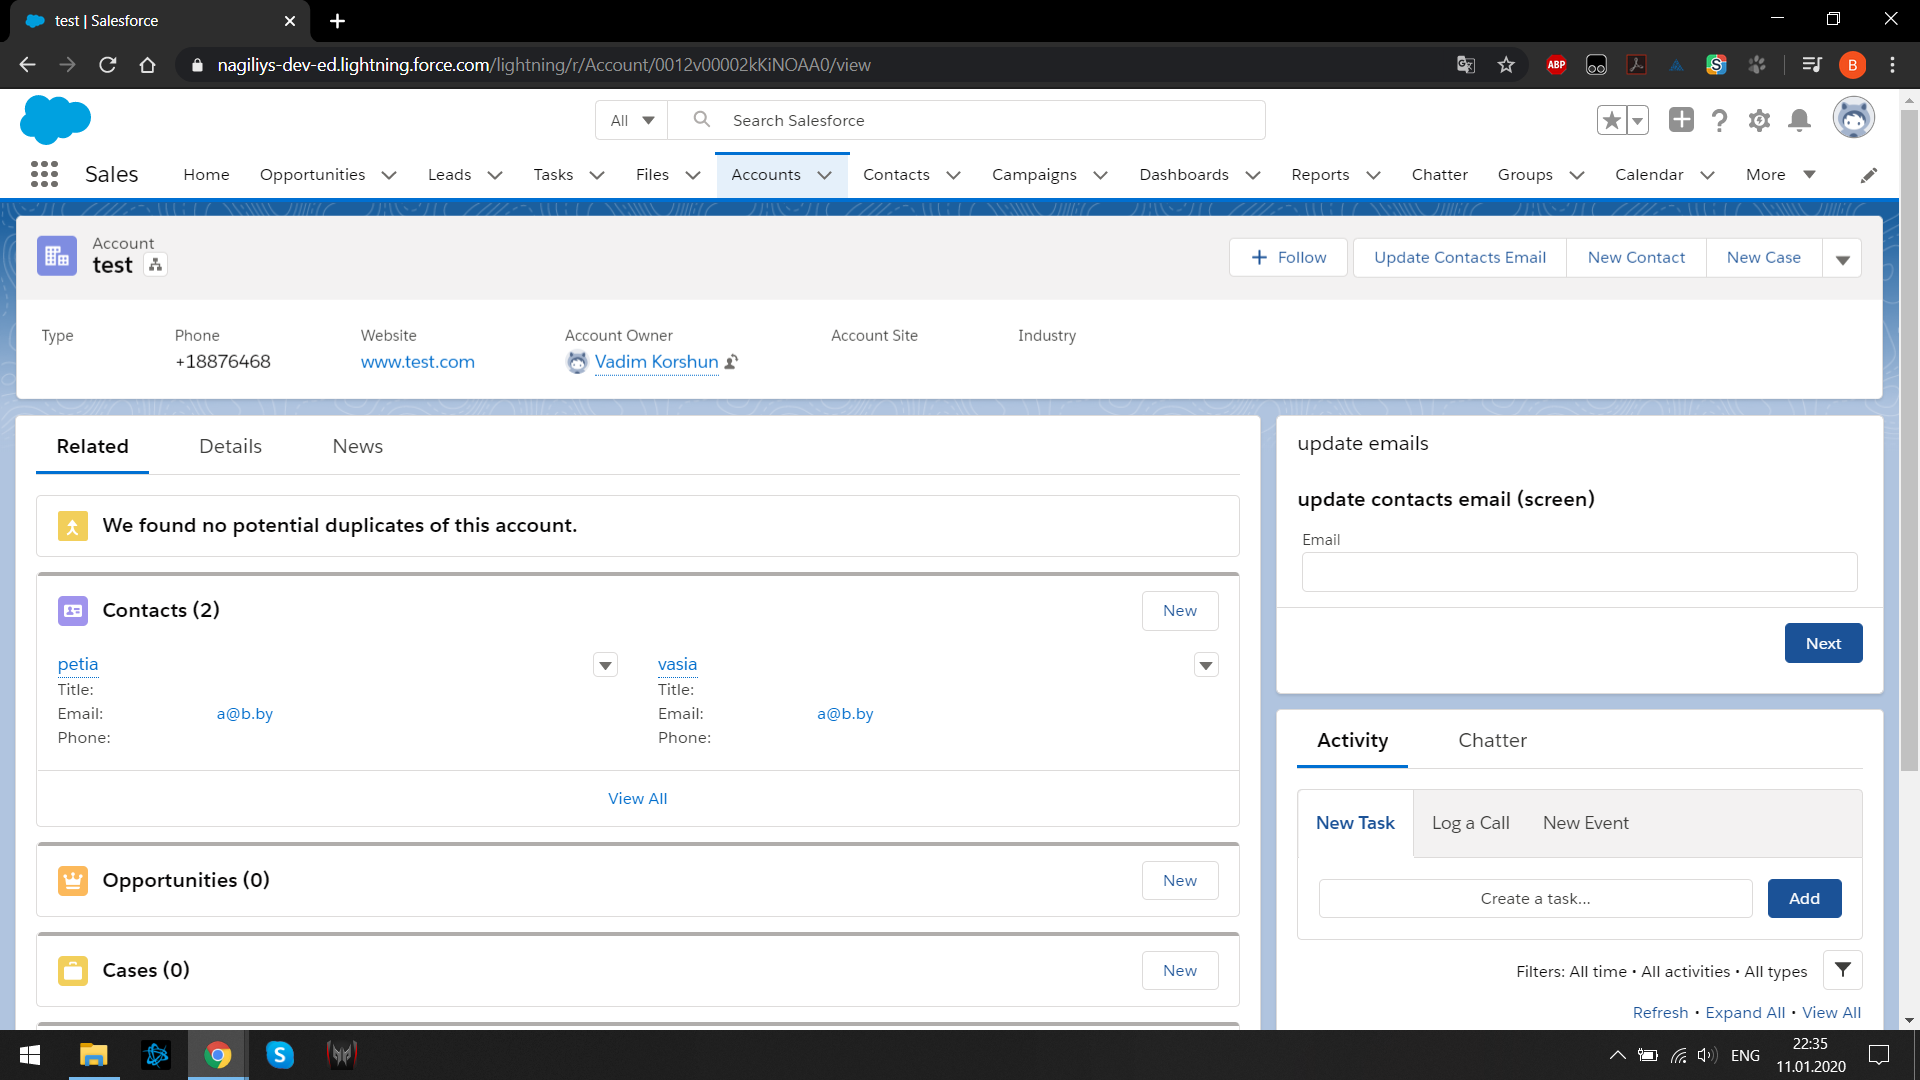 test | Salesforce
nagiliys-dev-ed.lightning.force.com/lightning/r/Account/0012v00002kKiNOAA0/view
ABP
B
All
Search Salesforce
Sales Home Opportunities Leads Tasks Files Accounts Contacts Campaigns Dashboards Reports Chatter Groups Calendar More
Account
test
Follow Update Contacts Email New Contact New Case
Type Phone Website Account Owner Account Site Industry
+18876468 www.test.com Vadim Korshun
Related Details News
We found no potential duplicates of this account.
Contacts (2) New
petia vasia
Title: Title:
Email: a@b.by Email: a@b.by
Phone: Phone:
View All
Opportunities (0) New
Cases (0) New
update emails
update contacts email (screen)
Email
Next
Activity Chatter
New Task Log a Call New Event
Create a task... Add
Filters: All time • All activities • All types
Refresh • Expand All • View All
ENG
22:35
11.01.2020